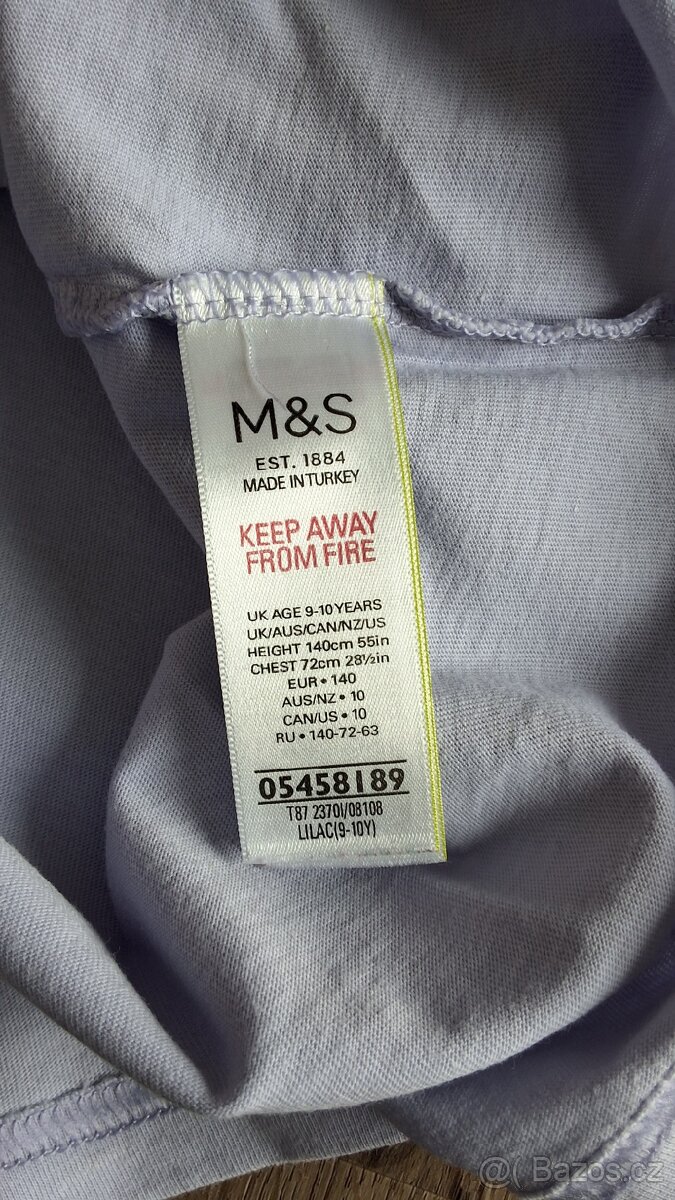 M&S
EST. 1884
MADE IN TURKEY
KEEP AWAY
FROM FIRE
UK AGE 9-10 YEARS
UK/AUS/CAN/NZ/US
HEIGHT 140cm 55in
CHEST 72cm 28½in
EUR • 140
AUS/NZ • 10
CAN/US • 10
RU • 140-72-63
05458189
T87 2370I/08108
LILAC(9-10Y)
@( Bazos.cz